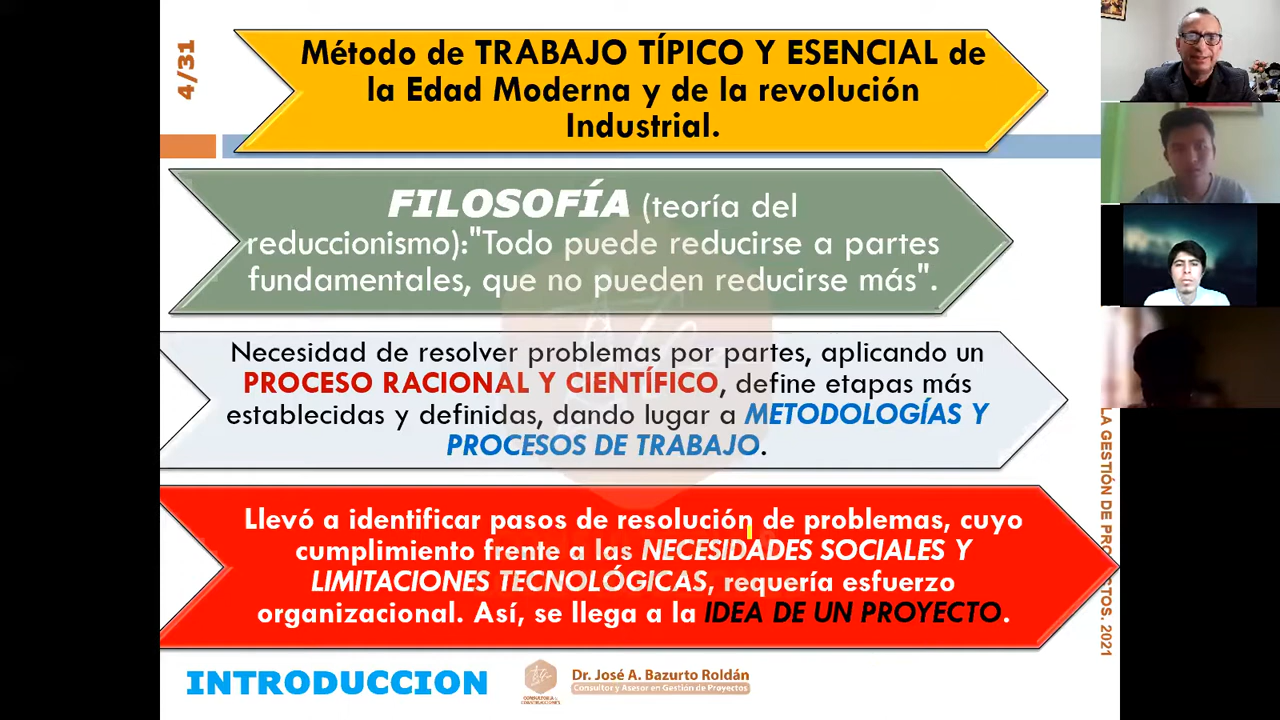 4/31
Método de TRABAJO TÍPICO Y ESENCIAL de
la Edad Moderna y de la revolución
Industrial.
FILOSOFÍA (teoría del
reduccionismo):"Todo puede reducirse a partes
fundamentales, que no pueden reducirse más".
Necesidad de resolver problemas por partes, aplicando un
PROCESO RACIONAL Y CIENTÍFICO, define etapas más
establecidas y definidas, dando lugar a METODOLOGÍAS Y
PROCESOS DE TRABAJO.
Llevó a identificar pasos de resolución de problemas, cuyo
cumplimiento frente a las NECESIDADES SOCIALES Y
LIMITACIONES TECNOLÓGICAS, requería esfuerzo
organizacional. Así, se llega a la IDEA DE UN PROYECTO.
LA GESTIÓN DE PROYECTOS. 2021
INTRODUCCION
CONSULTORIA &
CONSTRUCCIONES
Dr. José A. Bazurto Roldán
Consultor y Asesor en Gestión de Proyectos